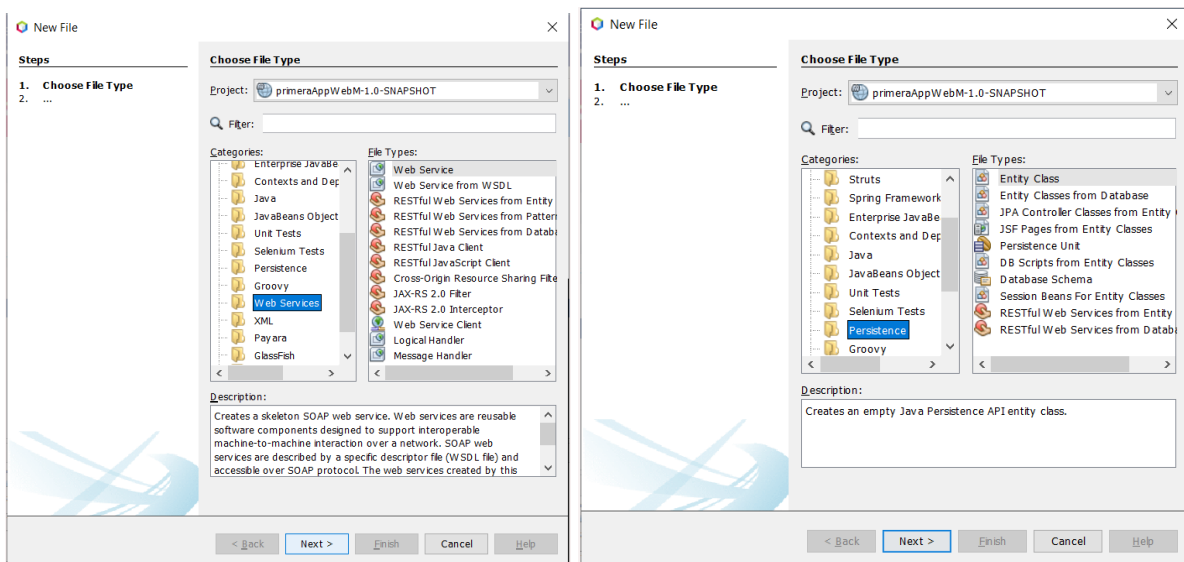 New File
Steps
1. Choose File Type
2. ...
Choose File Type
Project: primeraAppWebM-1.0-SNAPSHOT
Filter:
Categories:
Enterprise JavaBe
Contexts and Dep
Java
JavaBeans Object
Unit Tests
Selenium Tests
Persistence
Groovy
Web Services
XML
Payara
GlassFish
File Types:
Web Service
Web Service from WSDL
RESTful Web Services from Entity
RESTful Web Services from Pattern
RESTful Web Services from Databa
RESTful Java Client
RESTful JavaScript Client
Cross-Origin Resource Sharing Filte
JAX-RS 2.0 Filter
JAX-RS 2.0 Interceptor
Web Service Client
Logical Handler
Message Handler
Description:
Creates a skeleton SOAP web service. Web services are reusable
software components designed to support interoperable
machine-to-machine interaction over a network. SOAP web
services are described by a specific descriptor file (WSDL file) and
accessible over SOAP protocol. The web services created by this
< Back Next > Finish Cancel Help
New File
Steps
1. Choose File Type
2. ...
Choose File Type
Project: primeraAppWebM-1.0-SNAPSHOT
Filter:
Categories:
Struts
Spring Framework
Enterprise JavaBe
Contexts and Dep
Java
JavaBeans Object
Unit Tests
Selenium Tests
Persistence
Groovy
File Types:
Entity Class
Entity Classes from Database
JPA Controller Classes from Entity
JSF Pages from Entity Classes
Persistence Unit
DB Scripts from Entity Classes
Database Schema
Session Beans For Entity Classes
RESTful Web Services from Entity
RESTful Web Services from Databa
Description:
Creates an empty Java Persistence API entity class.
< Back Next > Finish Cancel Help